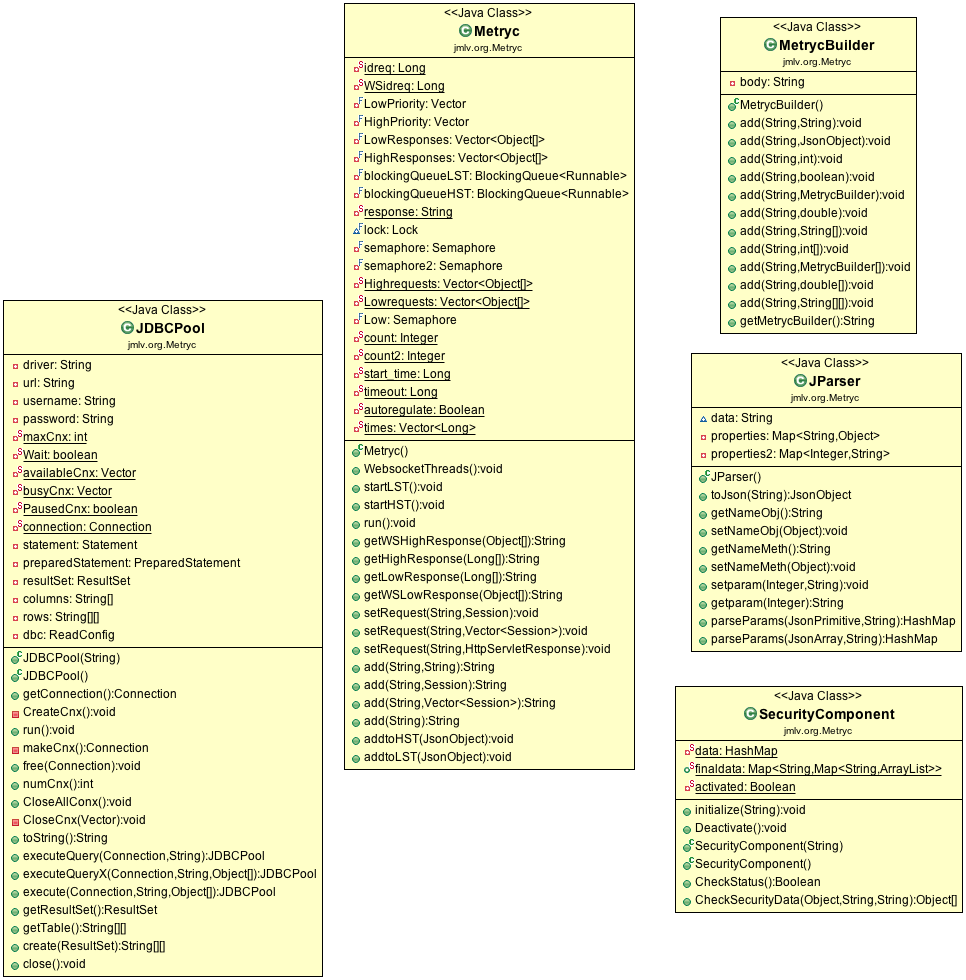 <<Java Class>>
JDBCPool
jmlv.org.Metryc
driver: String
url: String
username: String
password: String
maxCnx: int
Wait: boolean
availableCnx: Vector
busyCnx: Vector
PausedCnx: boolean
connection: Connection
statement: Statement
preparedStatement: PreparedStatement
resultSet: ResultSet
columns: String[]
rows: String[][]
dbc: ReadConfig
JDBCPool(String)
JDBCPool()
getConnection():Connection
CreateCnx():void
run():void
makeCnx():Connection
free(Connection):void
numCnx():int
CloseAllConx():void
CloseCnx(Vector):void
toString():String
executeQuery(Connection,String):JDBCPool
executeQueryX(Connection,String,Object[]):JDBCPool
execute(Connection,String,Object[]):JDBCPool
getResultSet():ResultSet
getTable():String[][]
create(ResultSet):String[][]
close():void
<<Java Class>>
Metryc
jmlv.org.Metryc
idreq: Long
WSidreq: Long
LowPriority: Vector
HighPriority: Vector
LowResponses: Vector<Object[]>
HighResponses: Vector<Object[]>
blockingQueueLST: BlockingQueue<Runnable>
blockingQueueHST: BlockingQueue<Runnable>
response: String
lock: Lock
semaphore: Semaphore
semaphore2: Semaphore
Highrequests: Vector<Object[]>
Lowrequests: Vector<Object[]>
Low: Semaphore
count: Integer
count2: Integer
start_time: Long
timeout: Long
autoregulate: Boolean
times: Vector<Long>
Metryc()
WebsocketThreads():void
startLST():void
startHST():void
run():void
getWSHighResponse(Object[]):String
getHighResponse(Long[]):String
getLowResponse(Long[]):String
getWSLowResponse(Object[]):String
setRequest(String,Session):void
setRequest(String,Vector<Session>):void
setRequest(String,HttpServletResponse):void
add(String,String):String
add(String,Session):String
add(String,Vector<Session>):String
add(String):String
addtoHST(JsonObject):void
addtoLST(JsonObject):void
<<Java Class>>
MetrycBuilder
jmlv.org.Metryc
body: String
MetrycBuilder()
add(String,String):void
add(String,JsonObject):void
add(String,int):void
add(String,boolean):void
add(String,MetrycBuilder):void
add(String,double):void
add(String,String[]):void
add(String,int[]):void
add(String,MetrycBuilder[]):void
add(String,double[]):void
add(String,String[][]):void
getMetrycBuilder():String
<<Java Class>>
JParser
jmlv.org.Metryc
data: String
properties: Map<String,Object>
properties2: Map<Integer,String>
JParser()
toJson(String):JsonObject
getNameObj():String
setNameObj(Object):void
getNameMeth():String
setNameMeth(Object):void
setparam(Integer,String):void
getparam(Integer):String
parseParams(JsonPrimitive,String):HashMap
parseParams(JsonArray,String):HashMap
<<Java Class>>
SecurityComponent
jmlv.org.Metryc
data: HashMap
finaldata: Map<String,Map<String,ArrayList>>
activated: Boolean
initialize(String):void
Deactivate():void
SecurityComponent(String)
SecurityComponent()
CheckStatus():Boolean
CheckSecurityData(Object,String,String):Object[]